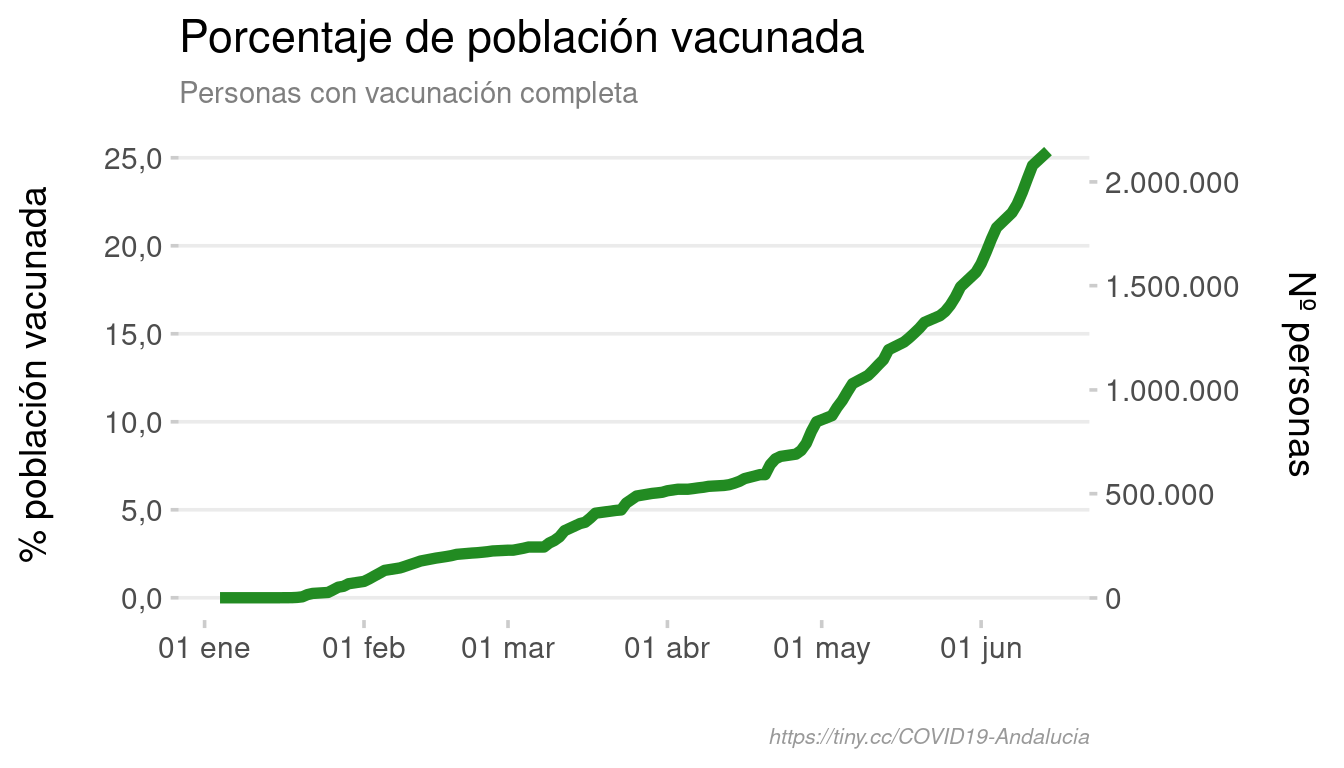 Porcentaje de población vacunada
Personas con vacunación completa
% población vacunada
25,0
20,0
15,0
10,0
5,0
0,0
2.000.000
1.500.000
1.000.000
500.000
0
Nº personas
01 ene 01 feb 01 mar 01 abr 01 may 01 jun
https://tiny.cc/COVID19-Andalucia